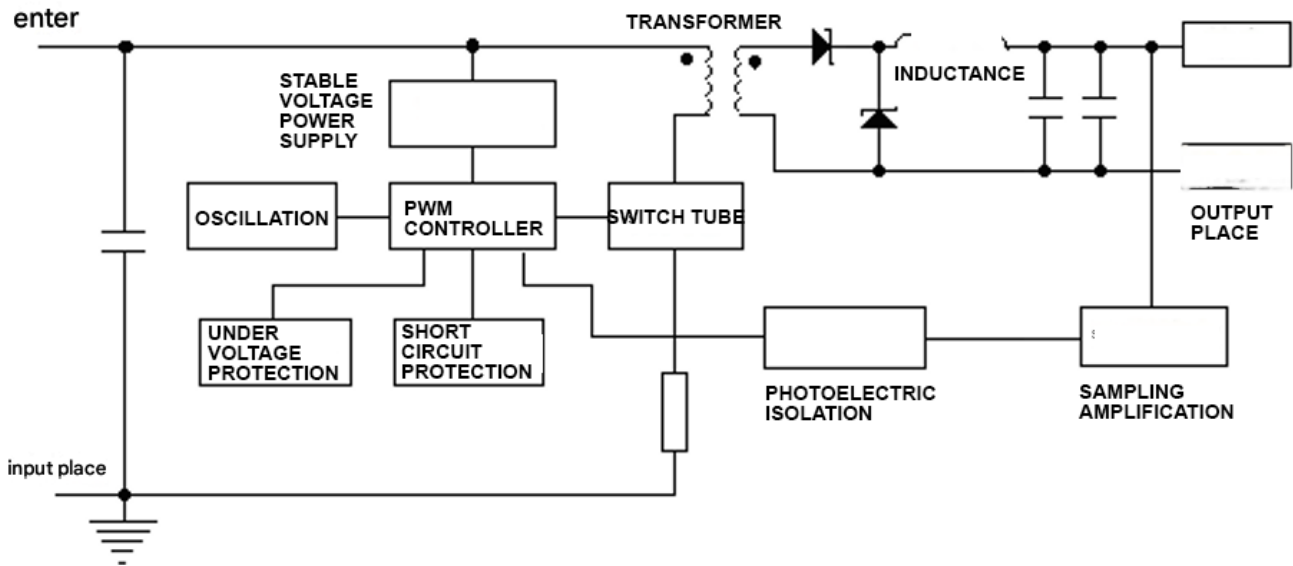 enter
TRANSFORMER
INDUCTANCE
STABLE
VOLTAGE
POWER
SUPPLY
OSCILLATION
PWM
CONTROLLER
SWITCH TUBE
OUTPUT
PLACE
UNDER
VOLTAGE
PROTECTION
SHORT
CIRCUIT
PROTECTION
PHOTOELECTRIC
ISOLATION
SAMPLING
AMPLIFICATION
input place